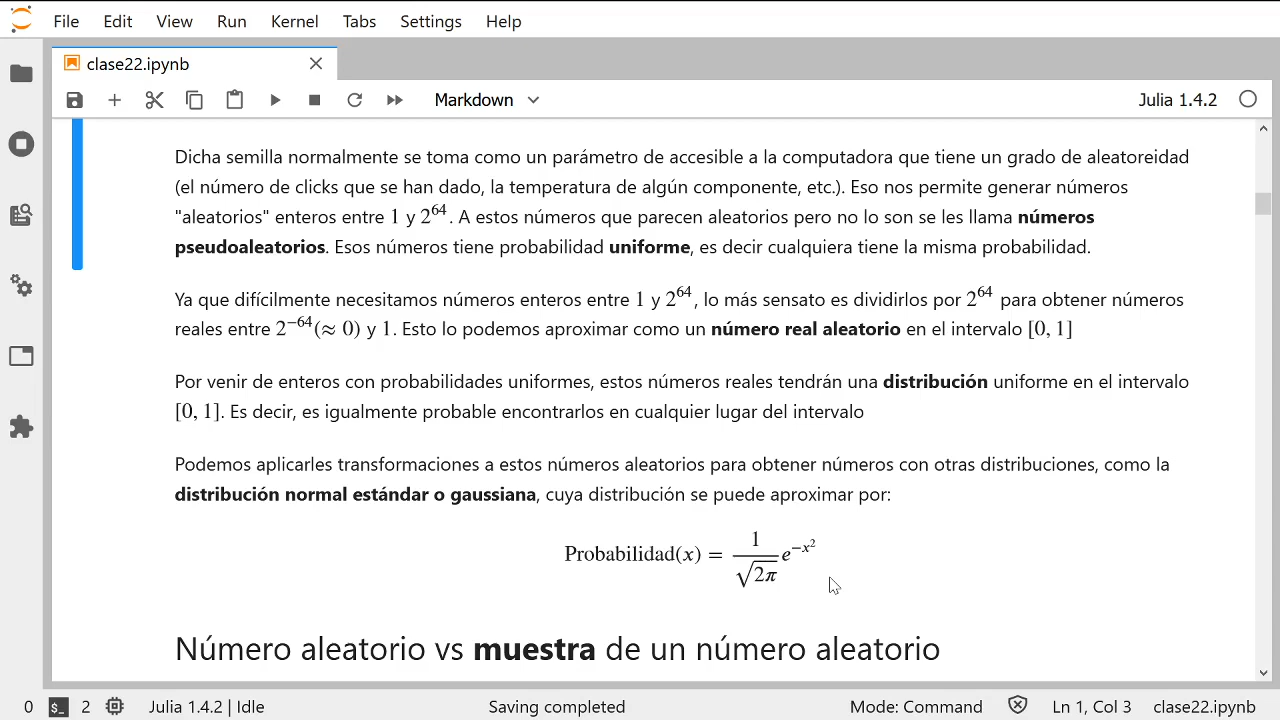 File Edit View Run Kernel Tabs Settings Help
clase22.ipynb
Markdown
Julia 1.4.2
Dicha semilla normalmente se toma como un parámetro de accesible a la computadora que tiene un grado de aleatoreidad
(el número de clicks que se han dado, la temperatura de algún componente, etc.). Eso nos permite generar números
"aleatorios" enteros entre 1 y 2^64. A estos números que parecen aeatorios pero no lo son se les llama números
pseudoaleatorios. Esos números tiene probabilidad uniforme, es decir cualquiera tiene la misma probabilidad.
Ya que difícilmente necesitamos números enteros entre 1 y 2^64, lo más sensato es dividirlos por 2^64 para obtener números
reales entre 2^−64(≈ 0) y 1. Esto lo podemos aproximar como un número real aleatorio en el intervalo [0, 1]
Por venir de enteros con probabilidades uniformes, estos números reales tendrán una distribución uniforme en el intervalo
[0, 1]. Es decir, es igualmente probable encontrarlos en cualquier lugar del intervalo
Podemos aplicarles transformaciones a estos números aleatorios para obtener números con otras distribuciones, como la
distribución normal estándar o gaussiana, cuya distribución se puede aproximar por:
Probabilidad(x) = 1/√(2π) e^(−x^2)
Número aleatorio vs muestra de un número aleatorio
0 $_ 2 Julia 1.4.2 | Idle Saving completed Mode: Command Ln 1, Col 3 clase22.ipynb